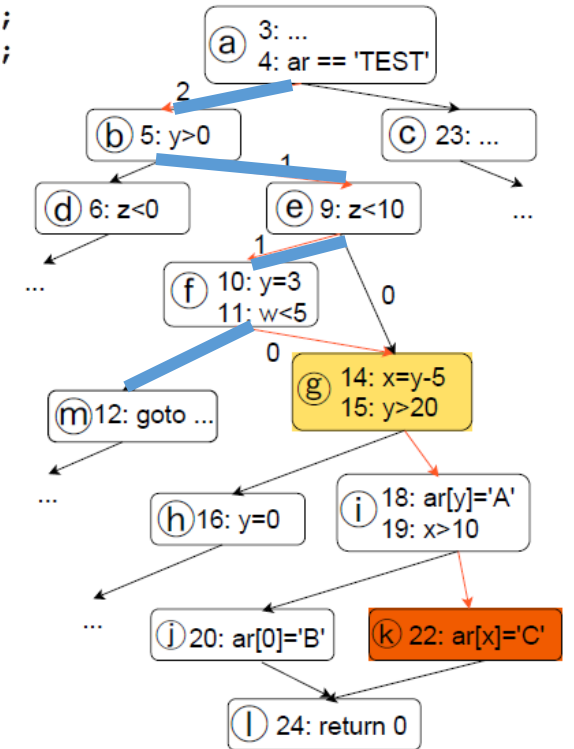 ;
;
a
3: ...
4: ar == 'TEST'
2
b 5: y>0
c 23: ...
1
d 6: z<0
e 9: z<10
...
...
1
f
10: y=3
11: w<5
0
0
g
14: x=y-5
15: y>20
m 12: goto ...
...
h 16: y=0
i
18: ar[y]='A'
19: x>10
...
j 20: ar[0]='B'
k 22: ar[x]='C'
l 24: return 0